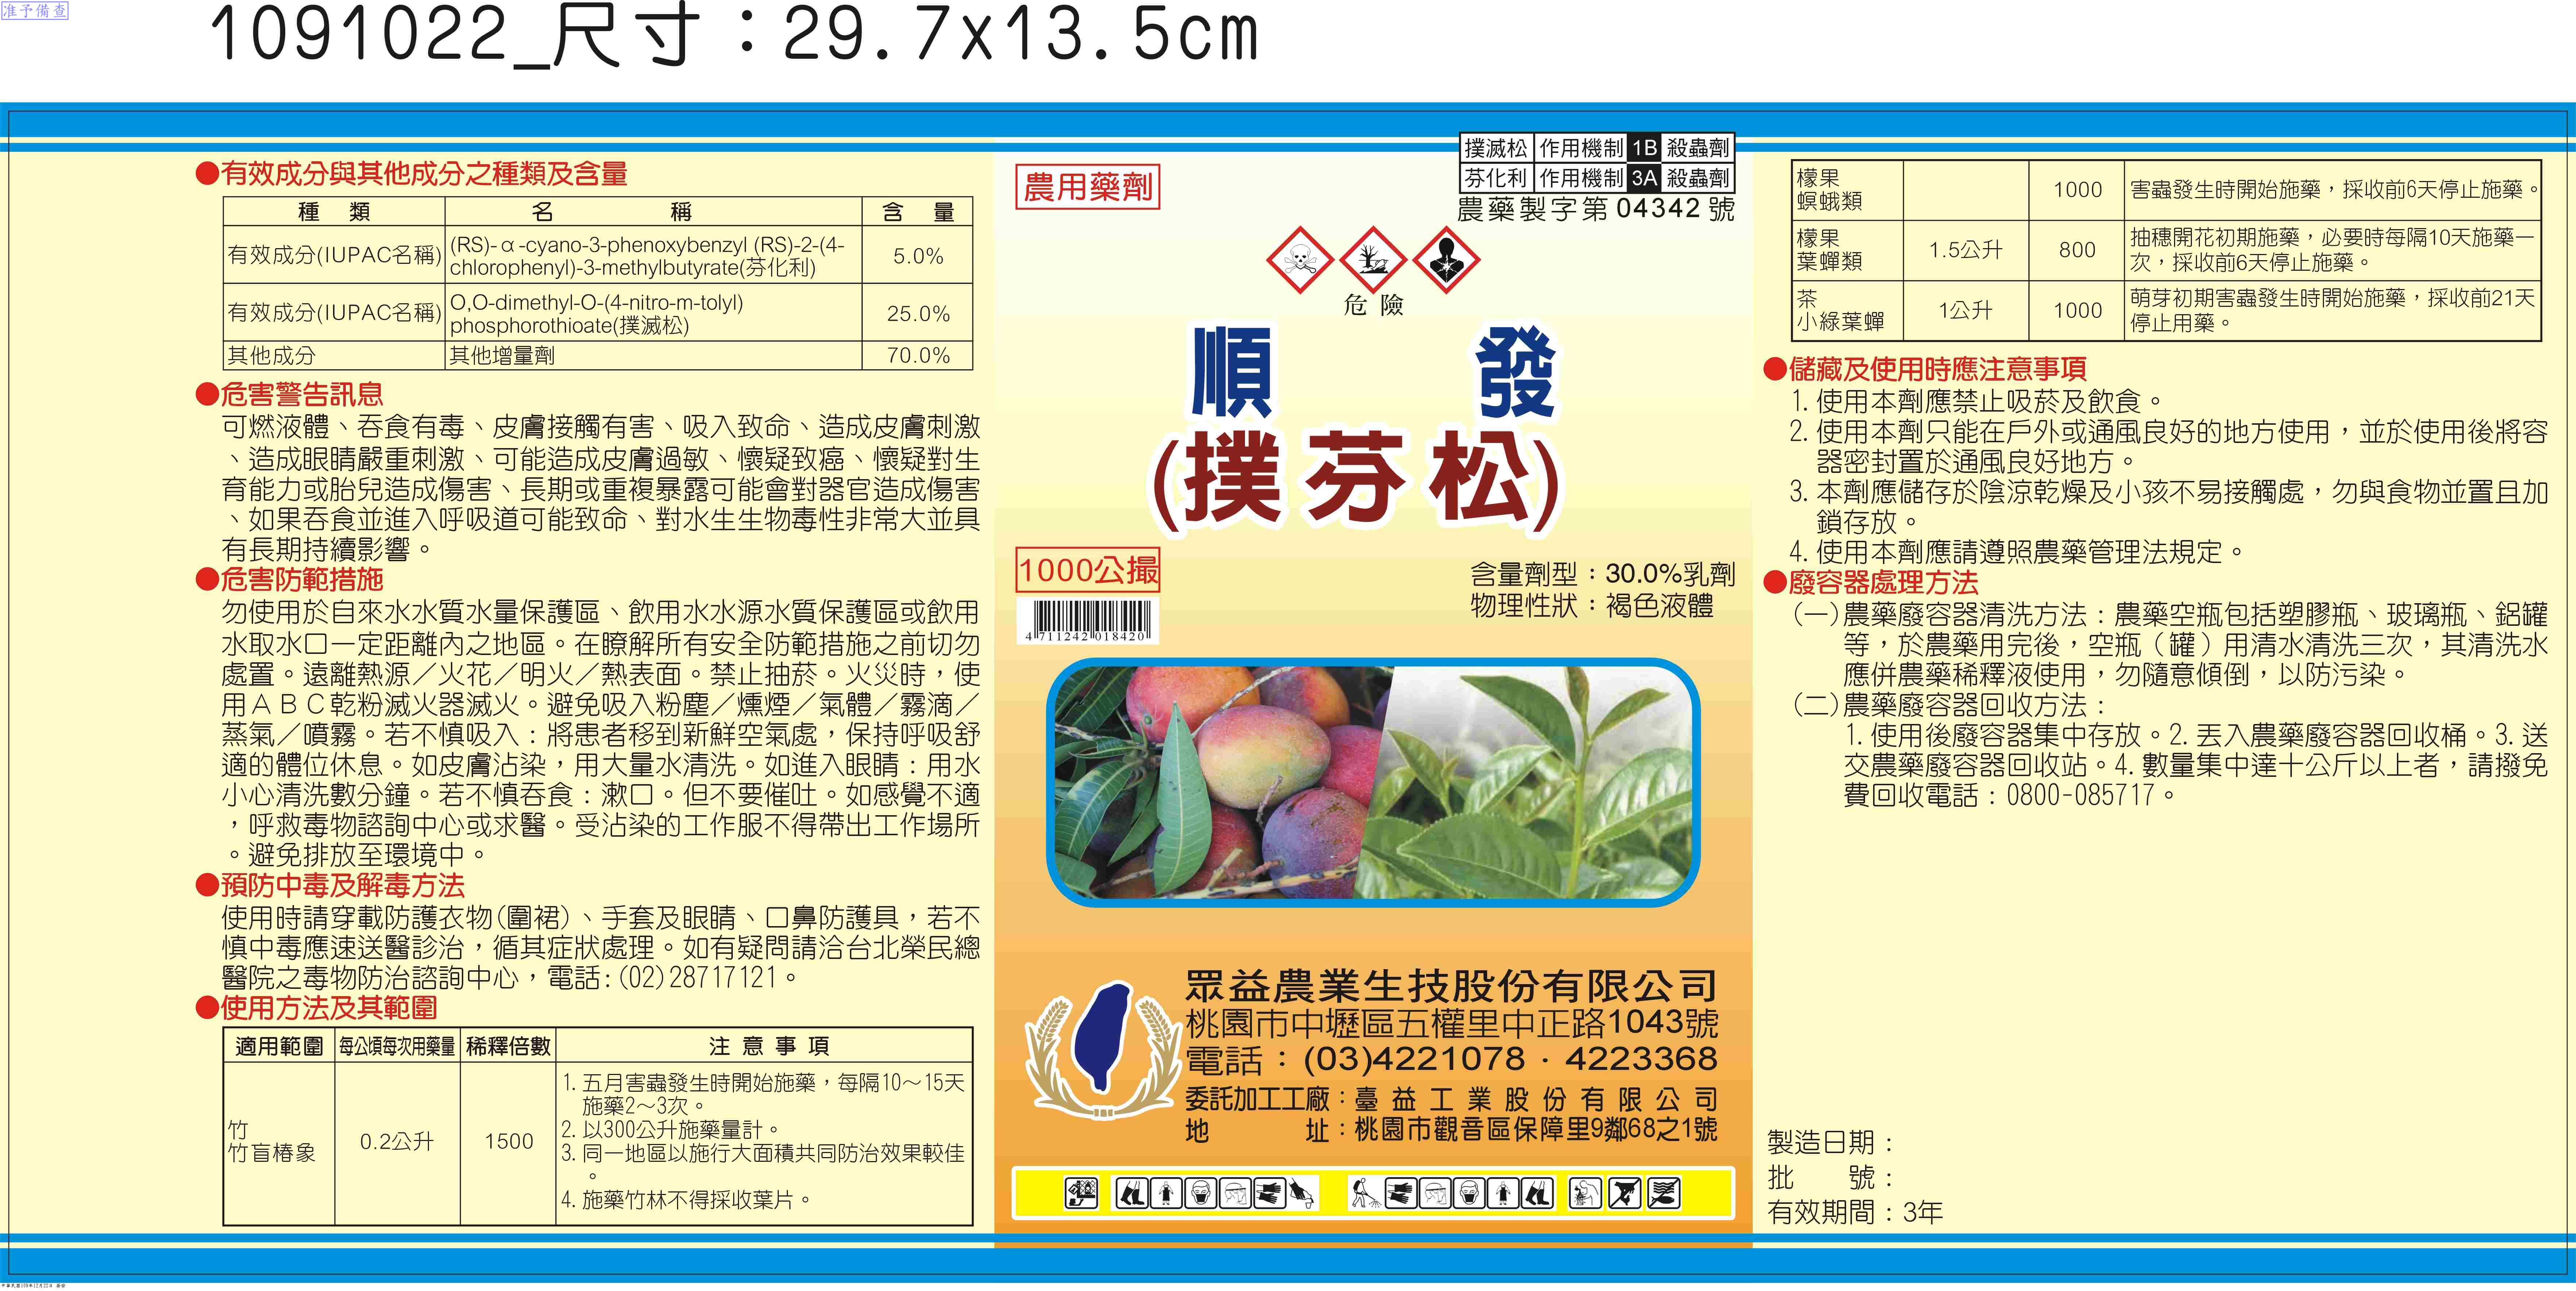 准予備查
1091022_尺寸：29.7x13.5cm
●有效成分與其他成分之種類及含量
種 類 名 稱 含 量
有效成分(IUPAC名稱) (RS)-α-cyano-3-phenoxybenzyl (RS)-2-(4-
chlorophenyl)-3-methylbutyrate(芬化利) 5.0%
有效成分(IUPAC名稱) O,O-dimethyl-O-(4-nitro-m-tolyl)
phosphorothioate(撲滅松) 25.0%
其他成分 其他增量劑 70.0%
●危害警告訊息
可燃液體、吞食有毒、皮膚接觸有害、吸入致命、造成皮膚刺激
、造成眼睛嚴重刺激、可能造成皮膚過敏、懷疑致癌、懷疑對生
育能力或胎兒造成傷害、長期或重複暴露可能會對器官造成傷害
、如果吞食並進入呼吸道可能致命、對水生生物毒性非常大並具
有長期持續影響。
●危害防範措施
勿使用於自來水水質水量保護區、飲用水水源水質保護區或飲用
水取水口一定距離內之地區。在瞭解所有安全防範措施之前切勿
處置。遠離熱源／火花／明火／熱表面。禁止抽菸。火災時，使
用ＡＢＣ乾粉滅火器滅火。避免吸入粉塵／燻煙／氣體／霧滴／
蒸氣／噴霧。若不慎吸入：將患者移到新鮮空氣處，保持呼吸舒
適的體位休息。如皮膚沾染，用大量水清洗。如進入眼睛：用水
小心清洗數分鐘。若不慎吞食：漱口。但不要催吐。如感覺不適
，呼救毒物諮詢中心或求醫。受沾染的工作服不得帶出工作場所
。避免排放至環境中。
●預防中毒及解毒方法
使用時請穿載防護衣物(圍裙)、手套及眼睛、口鼻防護具，若不
慎中毒應速送醫診治，循其症狀處理。如有疑問請洽台北榮民總
醫院之毒物防治諮詢中心，電話:(02)28717121。
●使用方法及其範圍
適用範圍 每公頃每次用藥量 稀釋倍數 注 意 事 項
竹
竹盲椿象 0.2公升 1500
1. 五月害蟲發生時開始施藥，每隔10～15天
施藥2～3次。
2. 以300公升施藥量計。
3. 同一地區以施行大面積共同防治效果較佳
。
4. 施藥竹林不得採收葉片。
農用藥劑
撲滅松 作用機制 1B 殺蟲劑
芬化利 作用機制 3A 殺蟲劑
農藥製字第 04342 號
危 險
順 發
(撲芬松)
1000公撮
4 711242 018420
含量劑型：30.0%乳劑
物理性狀：褐色液體
眾益農業生技股份有限公司
桃園市中壢區五權里中正路1043號
電話：(03)4221078 · 4223368
委託加工工廠：臺 益 工 業 股 份 有 限 公 司
地 址：桃園市觀音區保障里9鄰68之1號
檬果
螟蛾類 1000 害蟲發生時開始施藥，採收前6天停止施藥。
檬果
葉蟬類 1.5公升 800 抽穗開花初期施藥，必要時每隔10天施藥一
次，採收前6天停止施藥。
茶
小綠葉蟬 1公升 1000 萌芽初期害蟲發生時開始施藥，採收前21天
停止用藥。
●儲藏及使用時應注意事項
1. 使用本劑應禁止吸菸及飲食。
2. 使用本劑只能在戶外或通風良好的地方使用，並於使用後將容
器密封置於通風良好地方。
3. 本劑應儲存於陰涼乾燥及小孩不易接觸處，勿與食物並置且加
鎖存放。
4. 使用本劑應請遵照農藥管理法規定。
●廢容器處理方法
(一)農藥廢容器清洗方法：農藥空瓶包括塑膠瓶、玻璃瓶、鋁罐
等，於農藥用完後，空瓶（罐）用清水清洗三次，其清洗水
應併農藥稀釋液使用，勿隨意傾倒，以防污染。
(二)農藥廢容器回收方法：
1. 使用後廢容器集中存放。2. 丟入農藥廢容器回收桶。3. 送
交農藥廢容器回收站。4. 數量集中達十公斤以上者，請撥免
費回收電話：0800-085717。
製造日期：
批 號：
有效期間：3年